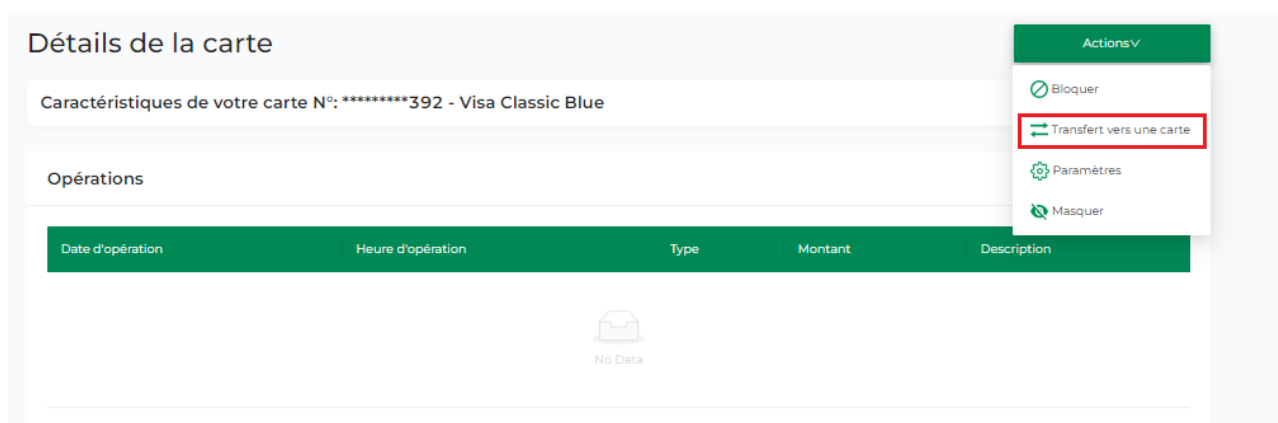 Détails de la carte
Actions
Caractéristiques de votre carte N°: *********392 - Visa Classic Blue
Bloquer
Transfert vers une carte
Opérations
Paramètres
Masquer
Date d'opération Heure d'opération Type Montant Description
No Data